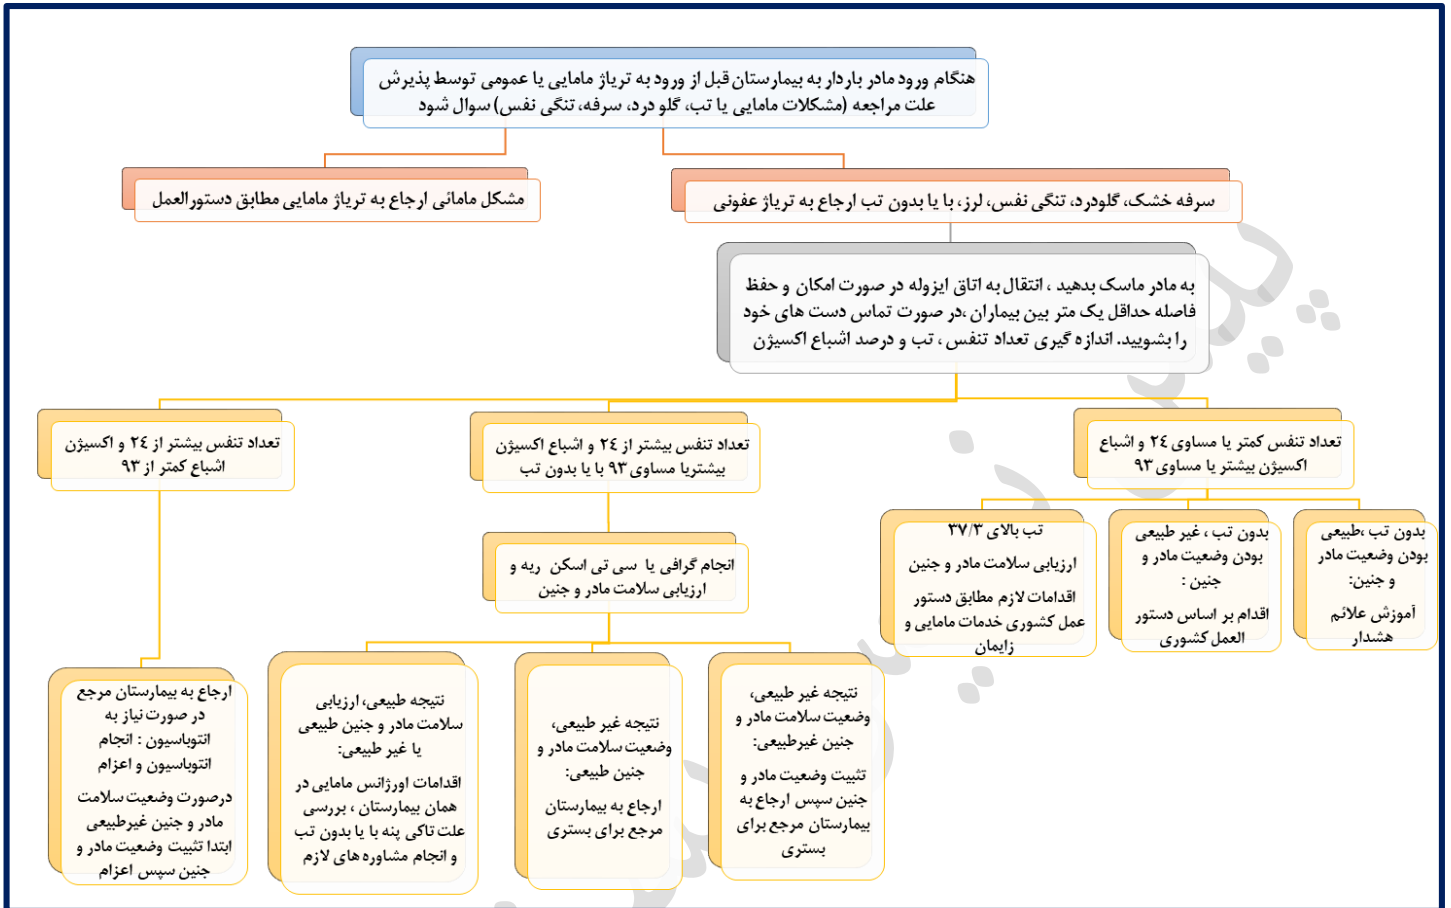 هنگام ورود مادر باردار به بیمارستان قبل از ورود به تریاژ مامایی یا عمومی توسط پذیرش
علت مراجعه (مشکلات مامایی یا تب، گلو درد، سرفه، تنگی نفس) سوال شود
سرفه خشک، گلودرد، تنگی نفس، لرز، با یا بدون تب ارجاع به تریاژ عفونی
مشکل مامائی ارجاع به تریاژ مامایی مطابق دستورالعمل
به مادر ماسک بدهید ، انتقال به اتاق ایزوله در صورت امکان و حفظ
فاصله حداقل یک متر بین بیماران ،در صورت تماس دست های خود
را بشویید. اندازه گیری تعداد تنفس ، تب و درصد اشباع اکسیژن
تعداد تنفس کمتر یا مساوی ۲۴ و اشباع
اکسیژن بیشتر یا مساوی ۹۳
تعداد تنفس بیشتر از ۲۴ و اشباع اکسیژن
بیشتریا مساوی ۹۳ با یا بدون تب
تعداد تنفس بیشتر از ۲۴ و اکسیژن
اشباع کمتر از ۹۳
بدون تب ،طبیعی
بودن وضعیت مادر
و جنین:
آموزش علائم
هشدار
بدون تب ، غیر طبیعی
بودن وضعیت مادر و
جنین :
اقدام بر اساس دستور
العمل کشوری
تب بالای ۳۷/۳
ارزیابی سلامت مادر و جنین
اقدامات لازم مطابق دستور
عمل کشوری خدمات مامایی و
زایمان
انجام گرافی یا سی تی اسکن ریه و
ارزیابی سلامت مادر و جنین
نتیجه غیر طبیعی،
وضعیت سلامت مادر و
جنین غیرطبیعی:
تثبیت وضعیت مادر و
جنین سپس ارجاع به
بیمارستان مرجع برای
بستری
نتیجه غیر طبیعی،
وضعیت سلامت مادر و
جنین طبیعی:
ارجاع به بیمارستان
مرجع برای بستری
نتیجه طبیعی، ارزیابی
سلامت مادر و جنین طبیعی
یا غیر طبیعی:
اقدامات اورژانس مامایی در
همان بیمارستان ، بررسی
علت تاکی پنه با یا بدون تب
و انجام مشاوره های لازم
ارجاع به بیمارستان مرجع
در صورت نیاز به
انتوباسیون : انجام
انتوباسیون و اعزام
درصورت وضعیت سلامت
مادر و جنین غیرطبیعی
ابتدا تثبیت وضعیت مادر و
جنین سپس اعزام